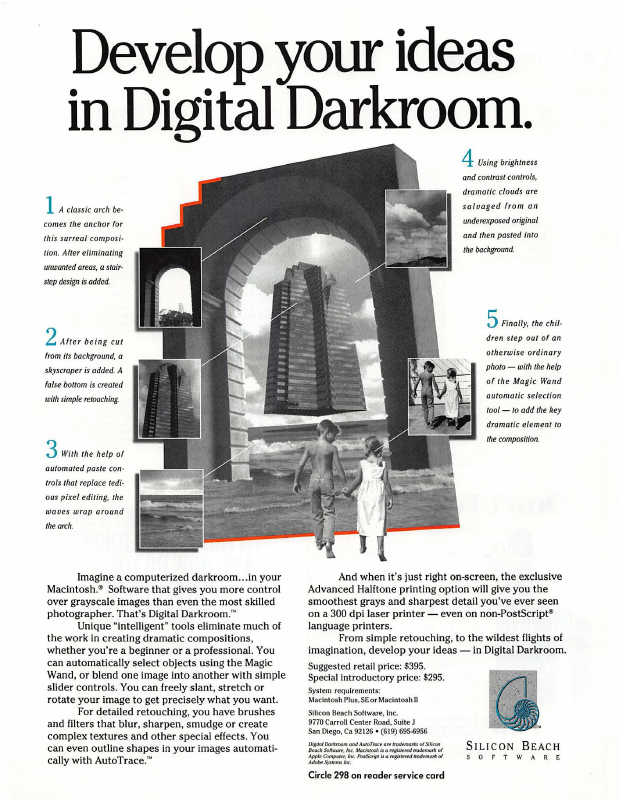 Develop your ideas
in Digital Darkroom.
1 A classic arch be-
comes the anchor for
this surreal composi-
tion. After eliminating
unwanted areas, a stair-
step design is added.
2 After being cut
from its background, a
skyscraper is added. A
false bottom is created
with simple retouching.
3 With the help of
automated paste con-
trols that replace tedi-
ous pixel editing, the
waves wrap around
the arch.
4 Using brightness
and contrast controls,
dramatic clouds are
salvaged from an
underexposed original
and then pasted into
the background.
5 Finally, the chil-
dren step out of an
otherwise ordinary
photo — with the help
of the Magic Wand
automatic selection
tool — to add the key
dramatic element to
the composition.
Imagine a computerized darkroom...in your
Macintosh.® Software that gives you more control
over grayscale images than even the most skilled
photographer. That's Digital Darkroom.™
Unique "intelligent" tools eliminate much of
the work in creating dramatic compositions,
whether you're a beginner or a professional. You
can automatically select objects using the Magic
Wand, or blend one image into another with simple
slider controls. You can freely slant, stretch or
rotate your image to get precisely what you want.
For detailed retouching, you have brushes
and filters that blur, sharpen, smudge or create
complex textures and other special effects. You
can even outline shapes in your images automati-
cally with AutoTrace.™
And when it's just right on-screen, the exclusive
Advanced Halftone printing option will give you the
smoothest grays and sharpest detail you've ever seen
on a 300 dpi laser printer — even on non-PostScript®
language printers.
From simple retouching, to the wildest flights of
imagination, develop your ideas — in Digital Darkroom.
Suggested retail price: $395.
Special introductory price: $295.
System requirements:
Macintosh Plus, SE or Macintosh II
Silicon Beach Software, Inc.
9770 Carroll Center Road, Suite J
San Diego, Ca 92126 • (619) 695-6956
Digital Darkroom and AutoTrace are trademarks of Silicon
Beach Software, Inc. Macintosh is a registered trademark of
Apple Computer, Inc. PostScript is a registered trademark of
Adobe Systems Inc.
Circle 298 on reader service card
SILICON BEACH
SOFTWARE